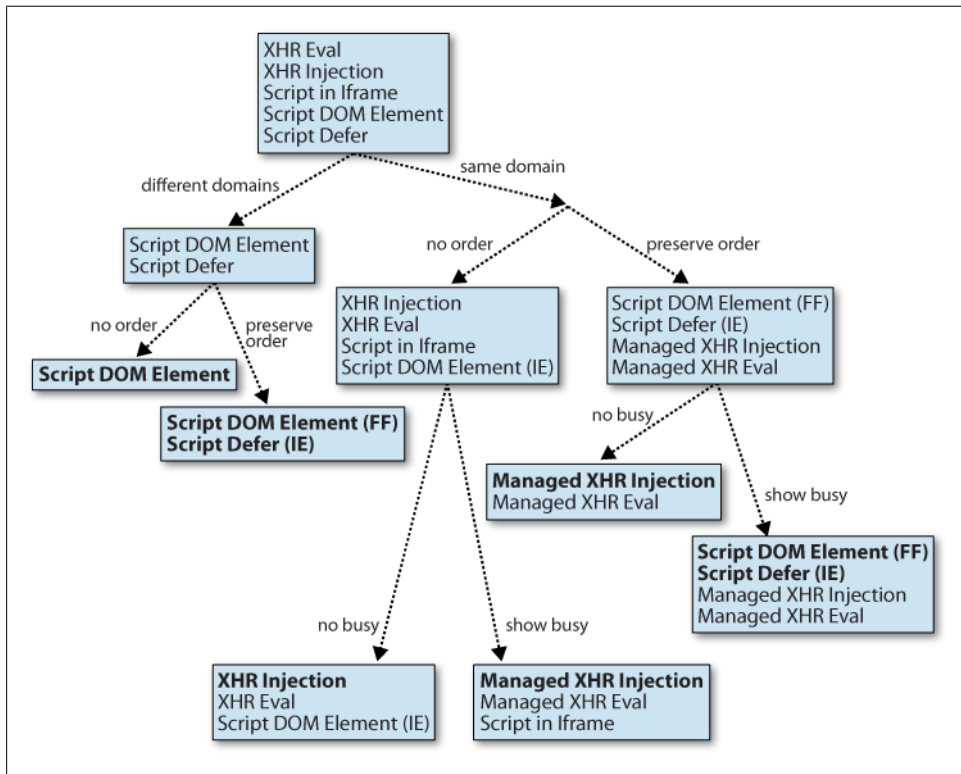 XHR Eval
XHR Injection
Script in Iframe
Script DOM Element
Script Defer
different domains
same domain
Script DOM Element
Script Defer
no order
preserve order
no order
preserve
order
XHR Injection
XHR Eval
Script in Iframe
Script DOM Element (IE)
Script DOM Element (FF)
Script Defer (IE)
Managed XHR Injection
Managed XHR Eval
Script DOM Element
Script DOM Element (FF)
Script Defer (IE)
no busy
show busy
Managed XHR Injection
Managed XHR Eval
Script DOM Element (FF)
Script Defer (IE)
Managed XHR Injection
Managed XHR Eval
no busy
show busy
XHR Injection
XHR Eval
Script DOM Element (IE)
Managed XHR Injection
Managed XHR Eval
Script in Iframe